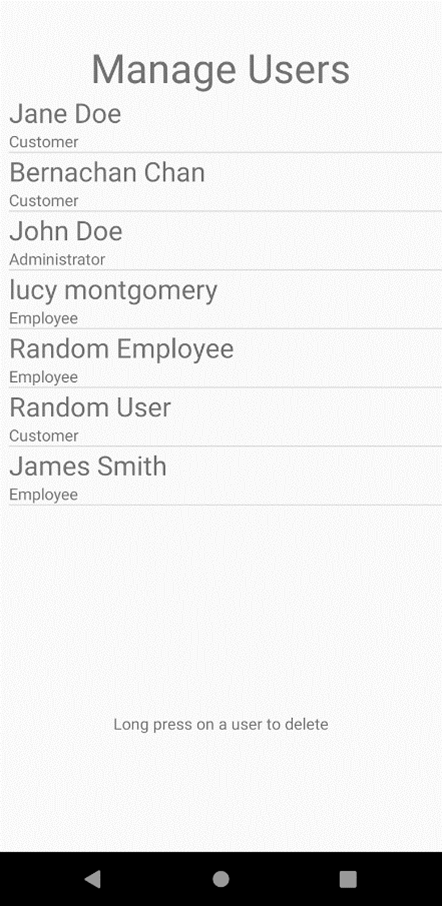 Manage Users
Jane Doe
Customer
Bernachan Chan
Customer
John Doe
Administrator
lucy montgomery
Employee
Random Employee
Employee
Random User
Customer
James Smith
Employee
Long press on a user to delete